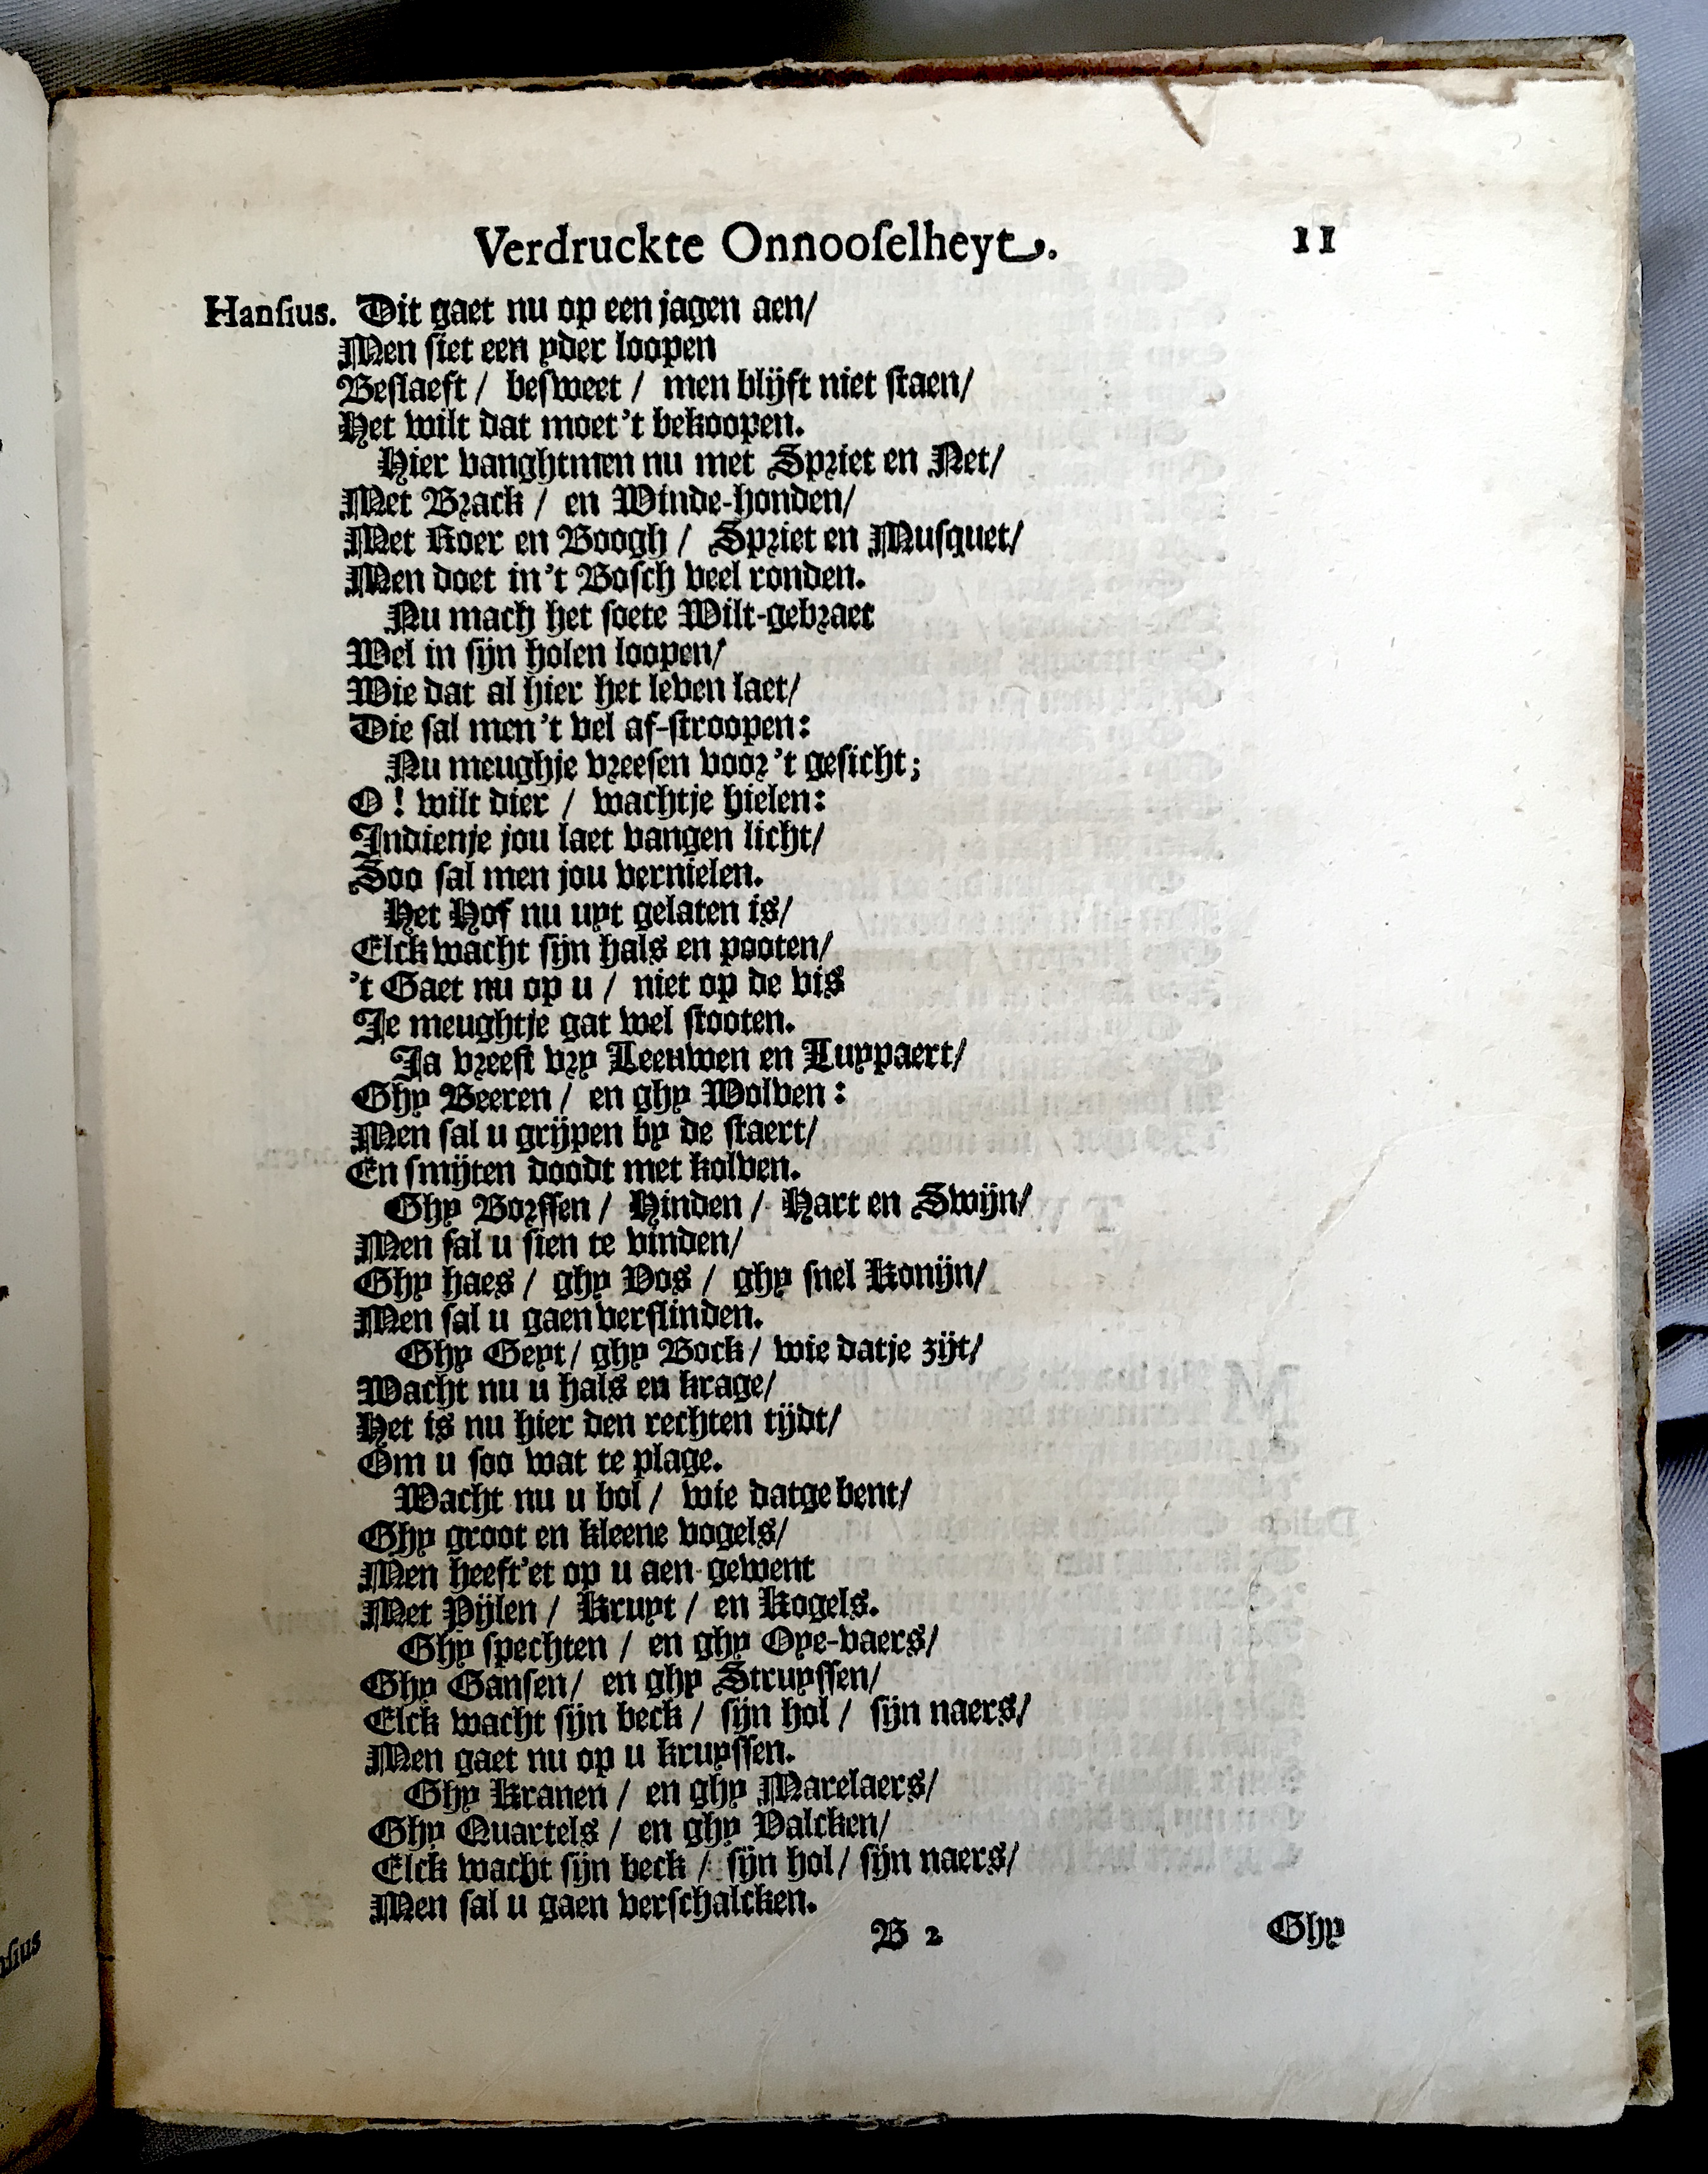 Verdruckte Onnooſelheyt. 11
Hanſius. Dit gaet nu op een jagen aen/
Men ſiet een yder loopen
Beſlaeft / beſweet / men blijft niet ſtaen/
Het wilt dat moet't bekoopen.
Hier vanghtmen nu met Spriet en Net/
Met Brack / en Winde-honden/
Met Roer en Boogh / Spriet en Muſquet/
Men doet in't Boſch veel ronden.
Nu mach het ſoete Wilt-gebraet
Wel in ſijn holen loopen/
Wie dat al hier het leven laet/
Die ſal men't vel af-ſtroopen:
Nu meughje vreeſen voor't geſicht;
O! wilt dier / wachtje hielen:
Indienje jou laet vangen licht/
Soo ſal men jou vernielen.
Het Hof nu uyt gelaten is/
Elck wacht ſijn hals en pooten/
't Gaet nu op u / niet op de vis
Je meughtje gat wel ſtooten.
Ja vreeſt vry Leeuwen en Luypaert/
Ghy Beeren / en ghy Wolven:
Men ſal u grijpen by de ſtaert/
En ſmijten doodt met kolven.
Ghy Borſſen / Hinden / Hart en Swijn/
Men ſal u ſien te vinden/
Ghy haes / ghy Vos / ghy ſnel Konijn/
Men ſal u gaen verſlinden.
Ghy Geyt/ ghy Bock/ wie datje zijt/
Wacht nu u hals en krage/
Het is nu hier den rechten tijdt/
Om u ſoo wat te plage.
Wacht nu u bol / wie datge bent/
Ghy groot en kleene vogels/
Men heeft'et op u aen-gewent
Met Pijlen / Kruyt / en Kogels.
Ghy ſpechten / en ghy Oye-vaers/
Ghy Ganſen/ en ghy Struyſſen/
Elck wacht ſijn beck / ſijn hol / ſijn naers/
Men gaet nu op u kruyſſen.
Ghy Kranen / en ghy Marelaers/
Ghy Quartels / en ghy Valcken/
Elck wacht ſijn beck / ſijn hol/ ſijn naers/
Men ſal u gaen verſchalcken.
B 2 Ghy